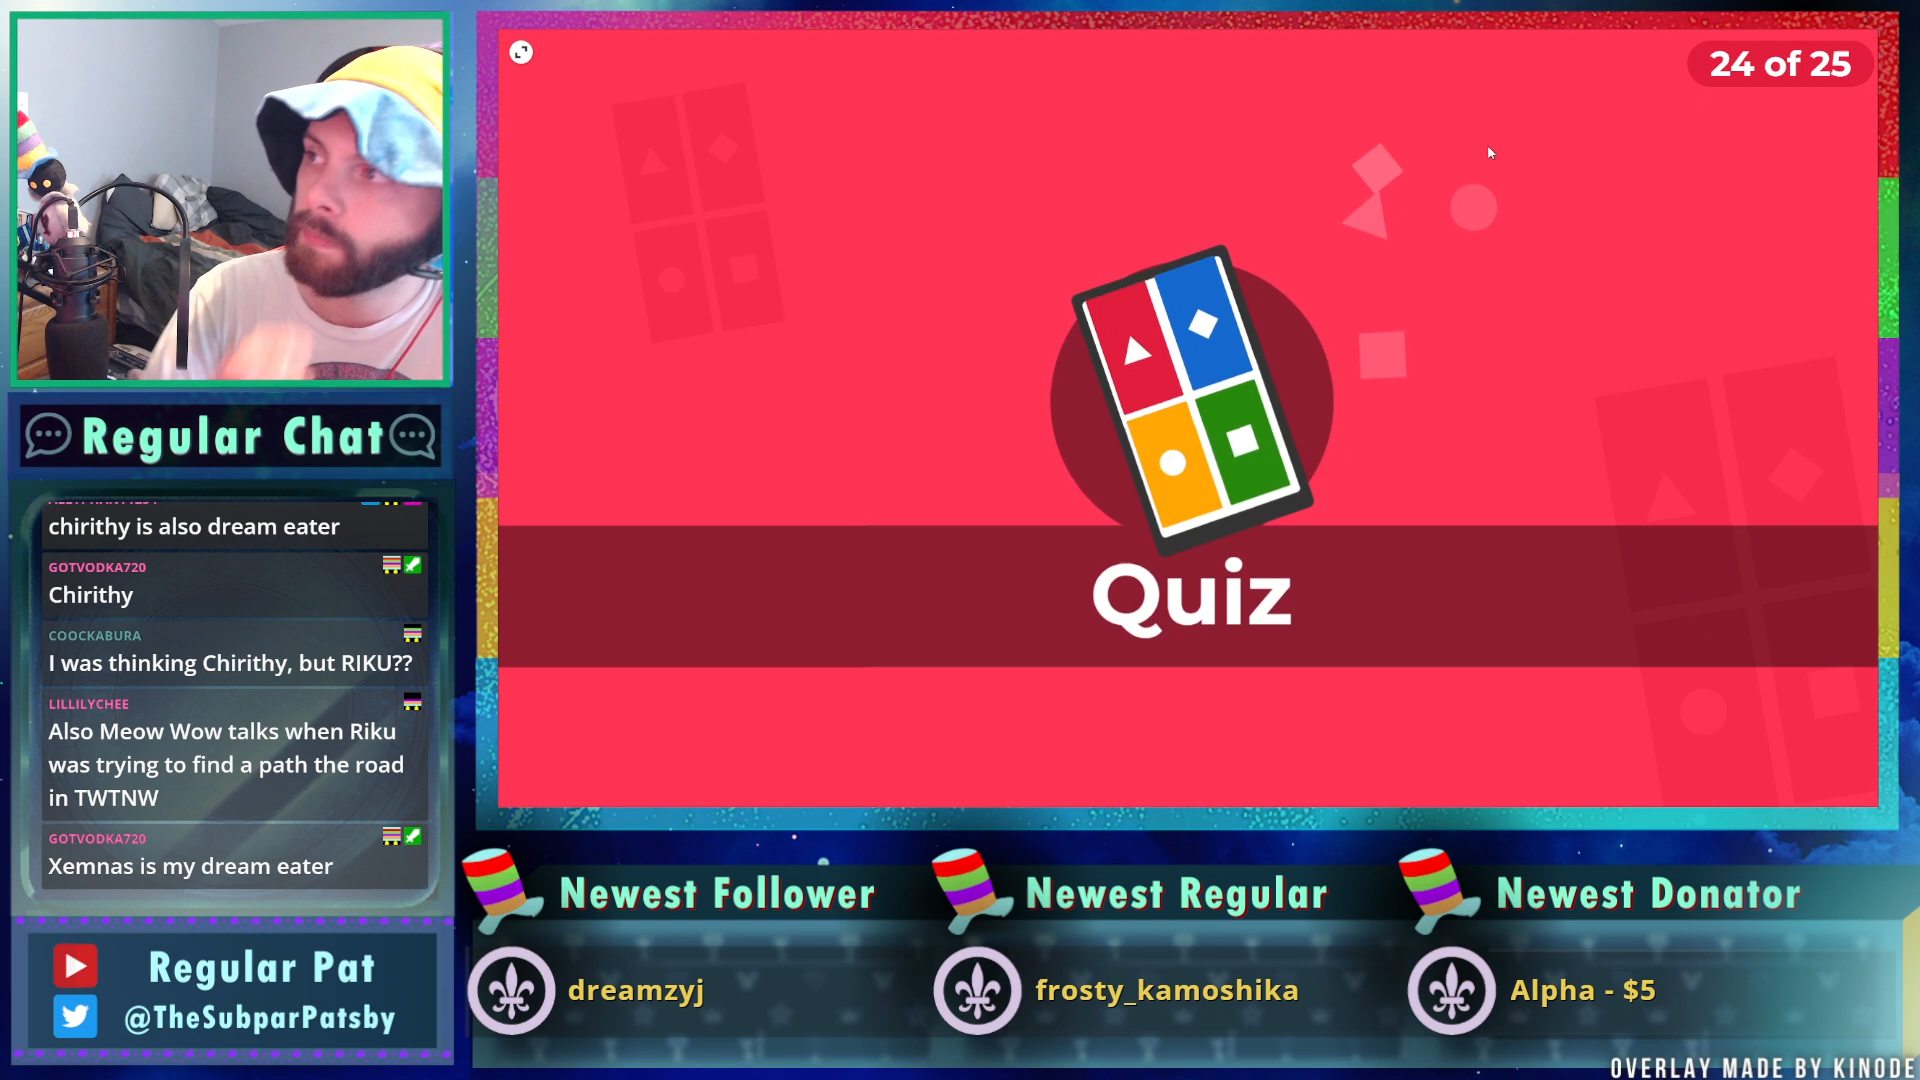 24 of 25
Quiz
Regular Chat
chirithy is also dream eater
GOTVODKA720
Chirithy
COOCKABURA
I was thinking Chirithy, but RIKU??
LILLILYCHEE
Also Meow Wow talks when Riku
was trying to find a path the road
in TWTNW
GOTVODKA720
Xemnas is my dream eater
Regular Pat
@TheSubparPatsby
Newest Follower
dreamzyj
Newest Regular
frosty_kamoshika
Newest Donator
Alpha - $5
OVERLAY MADE BY KINODE